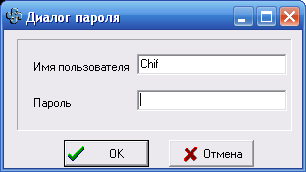 Диалог пароля
Имя пользователя Chif
Пароль
OK Отмена